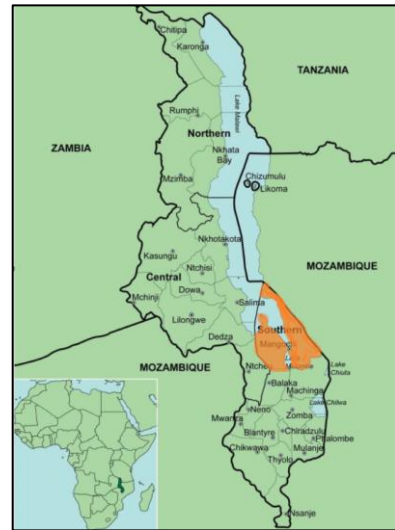 Chitipa
Karonga
TANZANIA
Lake Malawi
Rumphi
Northern
ZAMBIA
Nkhata
Bay
Chizumulu
Likoma
Mzimba
Nkhotakota
Kasungu
MOZAMBIQUE
Central
Ntchisi
Dowa
Mchinji
Salima
Lilongwe
Southern
Dedza
Mangochi
MOZAMBIQUE
Ntcheu
Lake
Chiuta
Balaka
Machinga
Neno
Lake Chilwa
Mwanza
Zomba
Blantyre
Chiradzulu
Phalombe
Chikwawa
Mulanje
Thyolo
Nsanje